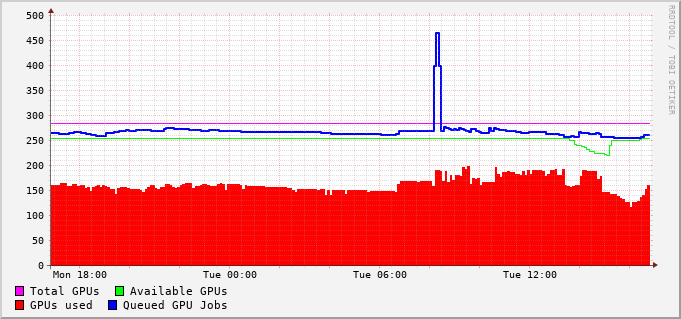 500
450
400
350
300
250
200
150
100
50
0
Mon 18:00 Tue 00:00 Tue 06:00 Tue 12:00
Total GPUs Available GPUs
GPUs used Queued GPU Jobs
RRDTOOL / TOBI OETIKER